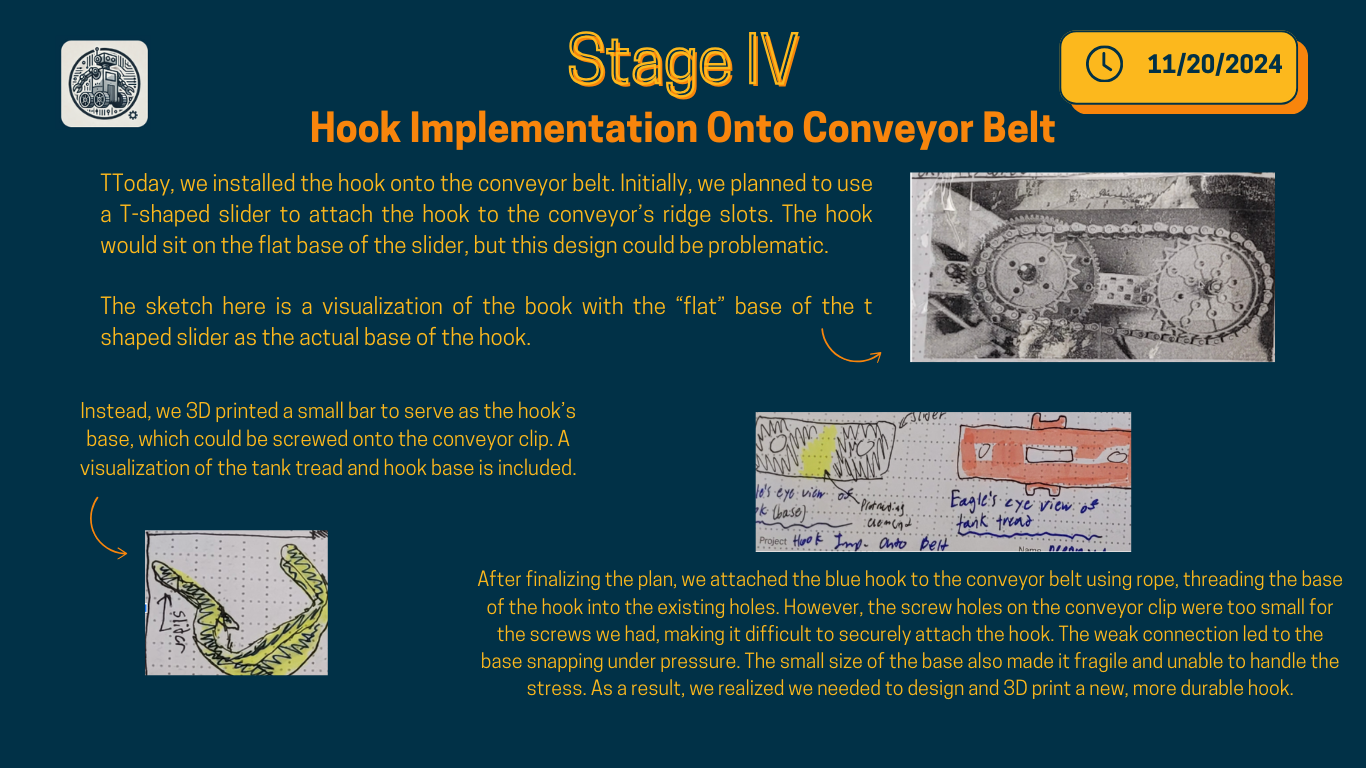 Stage IV
11/20/2024
Hook Implementation Onto Conveyor Belt
TToday, we installed the hook onto the conveyor belt. Initially, we planned to use
a T-shaped slider to attach the hook to the conveyor’s ridge slots. The hook
would sit on the flat base of the slider, but this design could be problematic.
The sketch here is a visualization of the book with the “flat” base of the t
shaped slider as the actual base of the hook.
Instead, we 3D printed a small bar to serve as the hook’s
base, which could be screwed onto the conveyor clip. A
visualization of the tank tread and hook base is included.
slider
Slider
le's eye view of
ok (base)
Protruding
element
Eagle's eye view of
tank tread
Project Hook Imp. Onto Belt
Name
After finalizing the plan, we attached the blue hook to the conveyor belt using rope, threading the base
of the hook into the existing holes. However, the screw holes on the conveyor clip were too small for
the screws we had, making it difficult to securely attach the hook. The weak connection led to the
base snapping under pressure. The small size of the base also made it fragile and unable to handle the
stress. As a result, we realized we needed to design and 3D print a new, more durable hook.